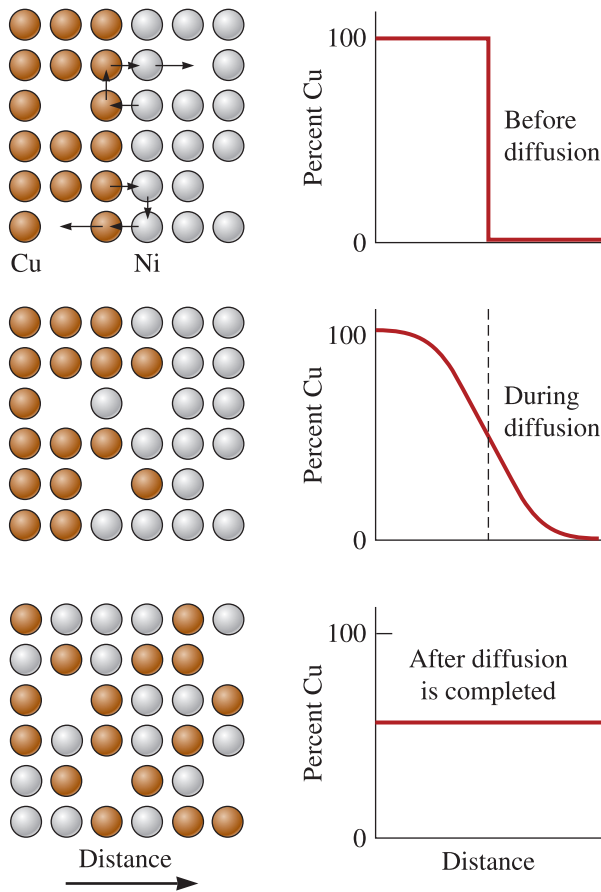 Percent Cu
100
0
Before
diffusion
Cu
Ni
Percent Cu
100
0
During
diffusion
Percent Cu
100
0
After diffusion
is completed
Distance
Distance